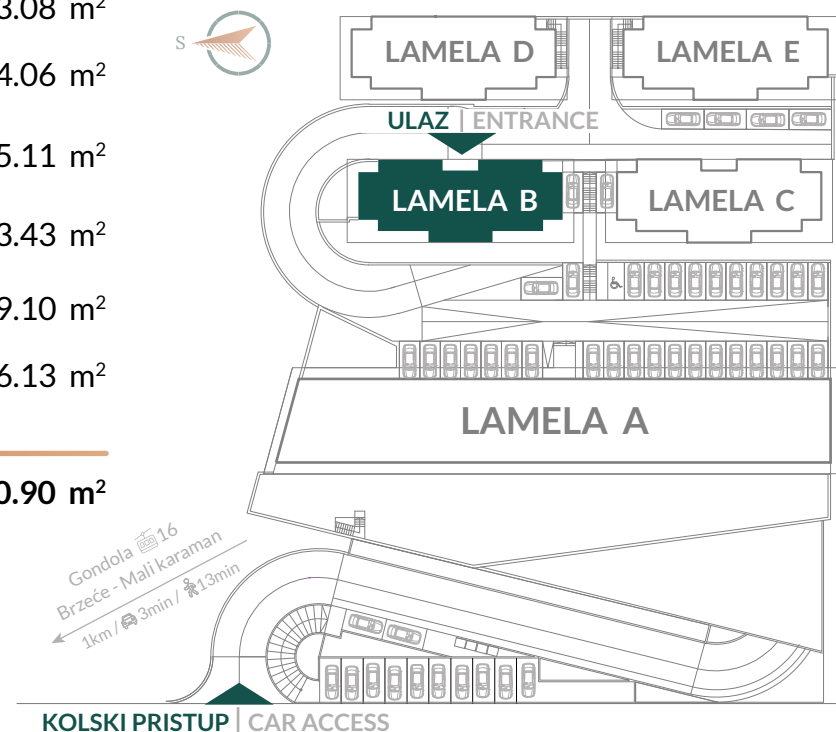 3.08 m²
4.06 m²
5.11 m²
3.43 m²
9.10 m²
6.13 m²
0.90 m²
S
LAMELA D
LAMELA E
ULAZ | ENTRANCE
LAMELA B
LAMELA C
LAMELA A
Gondola 16
Brzeće - Mali karaman
1km / 3min / 13min
KOLSKI PRISTUP | CAR ACCESS